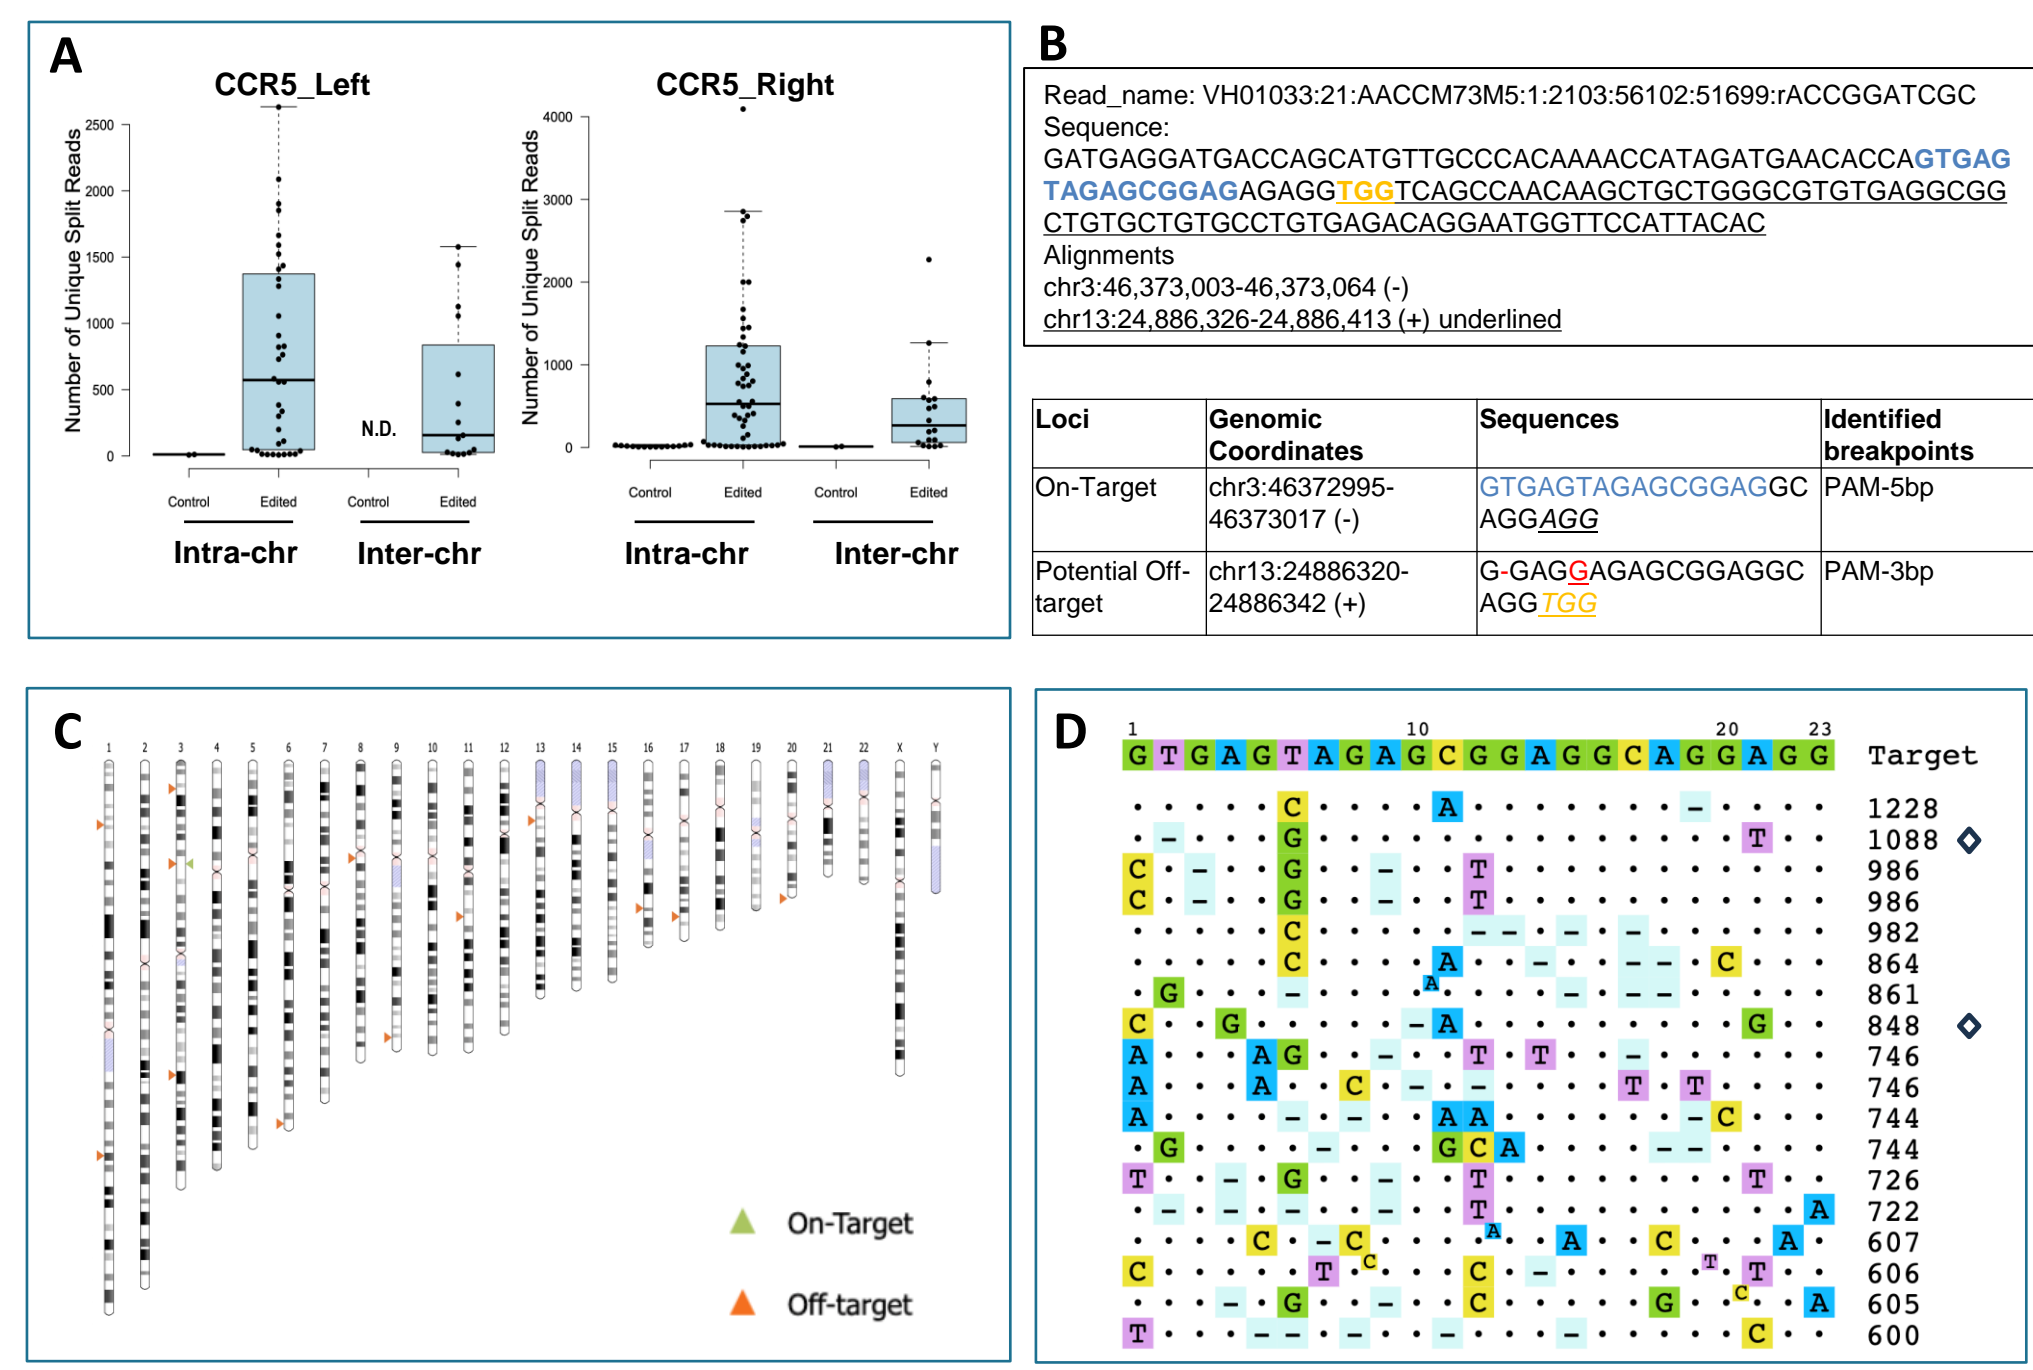 A
CCR5_Left
CCR5_Right
Number of Unique Split Reads
2500
2000
1500
1000
500
0
N.D.
Control
Edited
Control
Edited
Intra-chr
Inter-chr
Number of Unique Split Reads
4000
3000
2000
1000
0
Control
Edited
Control
Edited
Intra-chr
Inter-chr
B
Read_name: VH01033:21:AACCM73M5:1:2103:56102:51699:rACCGGATCGC
Sequence:
GATGAGGATGACCAGCATGTTGCCCACAAAACCATAGATGAACACCAGTGAG
TAGAGCGGAGAGAGGTGGTCAGCCAACAAGCTGCTGGGCGTGTGAGGCGG
CTGTGCTGTGCCTGTGAGACAGGAATGGTTCCATTACAC
Alignments
chr3:46,373,003-46,373,064 (-)
chr13:24,886,326-24,886,413 (+) underlined
Loci
Genomic
Coordinates
Sequences
Identified
breakpoints
On-Target
chr3:46372995-
46373017 (-)
GTGAGTAGAGCGGAGGC
AGGAGG
PAM-5bp
Potential Off-
target
chr13:24886320-
24886342 (+)
G-GAGGAGAGCGGAGGC
AGGTGG
PAM-3bp
C
1 2 3 4 5 6 7 8 9 10 11 12 13 14 15 16 17 18 19 20 21 22 X Y
On-Target
Off-target
D
1 10 20 23
G T G A G T A G A G C G G A G G C A G G A G G Target
· · · · · C · · · · A · · · · · · · - · · · · 1228
· - · · · G · · · · · · · · · · · · · · T · · 1088
C · - · · G · · - · · T · · · · · · · · · · · 986
C · - · · G · · - · · T · · · · · · · · · · · 986
· · · · · C · · · · · - - · - · - · · · · · · 982
· · · · · C · · · · A · · - · · - - · C · · · 864
A
· G · · · - · · · · · · · · - · - - · · · · · 861
C · · G · · · · · - A · · · · · · · · · G · · 848
A · · · A G · · - · · T · T · · - · · · · · · 746
A · · · A · · C · - · - · · · · T · T · · · · 746
A · · · · - · - · · A A · · · · · · - C · · · 744
· G · · · · - · · · G C A · · · · - - · · · · 744
T · · - · G · · - · · T · · · · · · · · T · · 726
· - · - · - · · - · · T · · · · · · · · · · A 722
A
· · · · C · - C · · · · · · A · · C · · · A · 607
C T
C · · · · · T · · · · C · - · · · · · · T · · 606
C
· · · - · G · · - · · C · · · · · G · · · · A 605
T · · · - - · - · · - · · · - · · · · · C · · 600